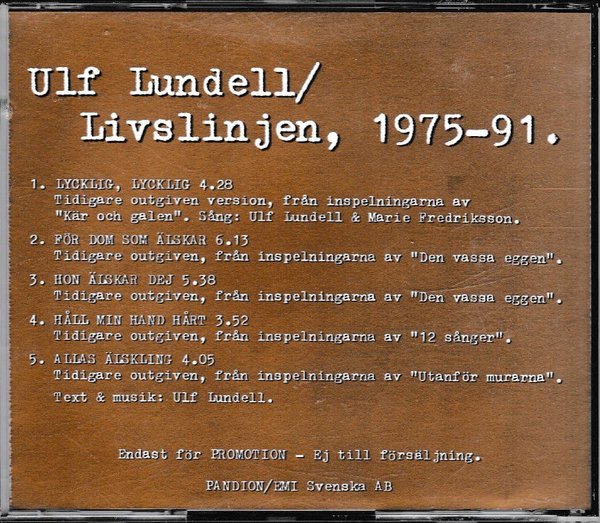 Ulf Lundell/
Livslinjen, 1975-91.
1. LYCKLIG, LYCKLIG 4.28
Tidigare outgiven version, från inspelningarna av
"Kär och galen". Sång: Ulf Lundell & Marie Fredriksson.
2. FÖR DOM SOM ÄLSKAR 6.13
Tidigare outgiven, från inspelningarna av "Den vassa eggen".
3. HON ÄLSKAR DEJ 5.38
Tidigare outgiven, från inspelningarna av "Den vassa eggen".
4. HÅLL MIN HAND HÅRT 3.52
Tidigare outgiven, från inspelningarna av "12 sånger".
5. ALLAS ÄLSKLING 4.05
Tidigare outgiven, från inspelningarna av "Utanför murarna".
Text & musik: Ulf Lundell.
Endast för PROMOTION - Ej till försäljning.
PANDION/EMI Svenska AB